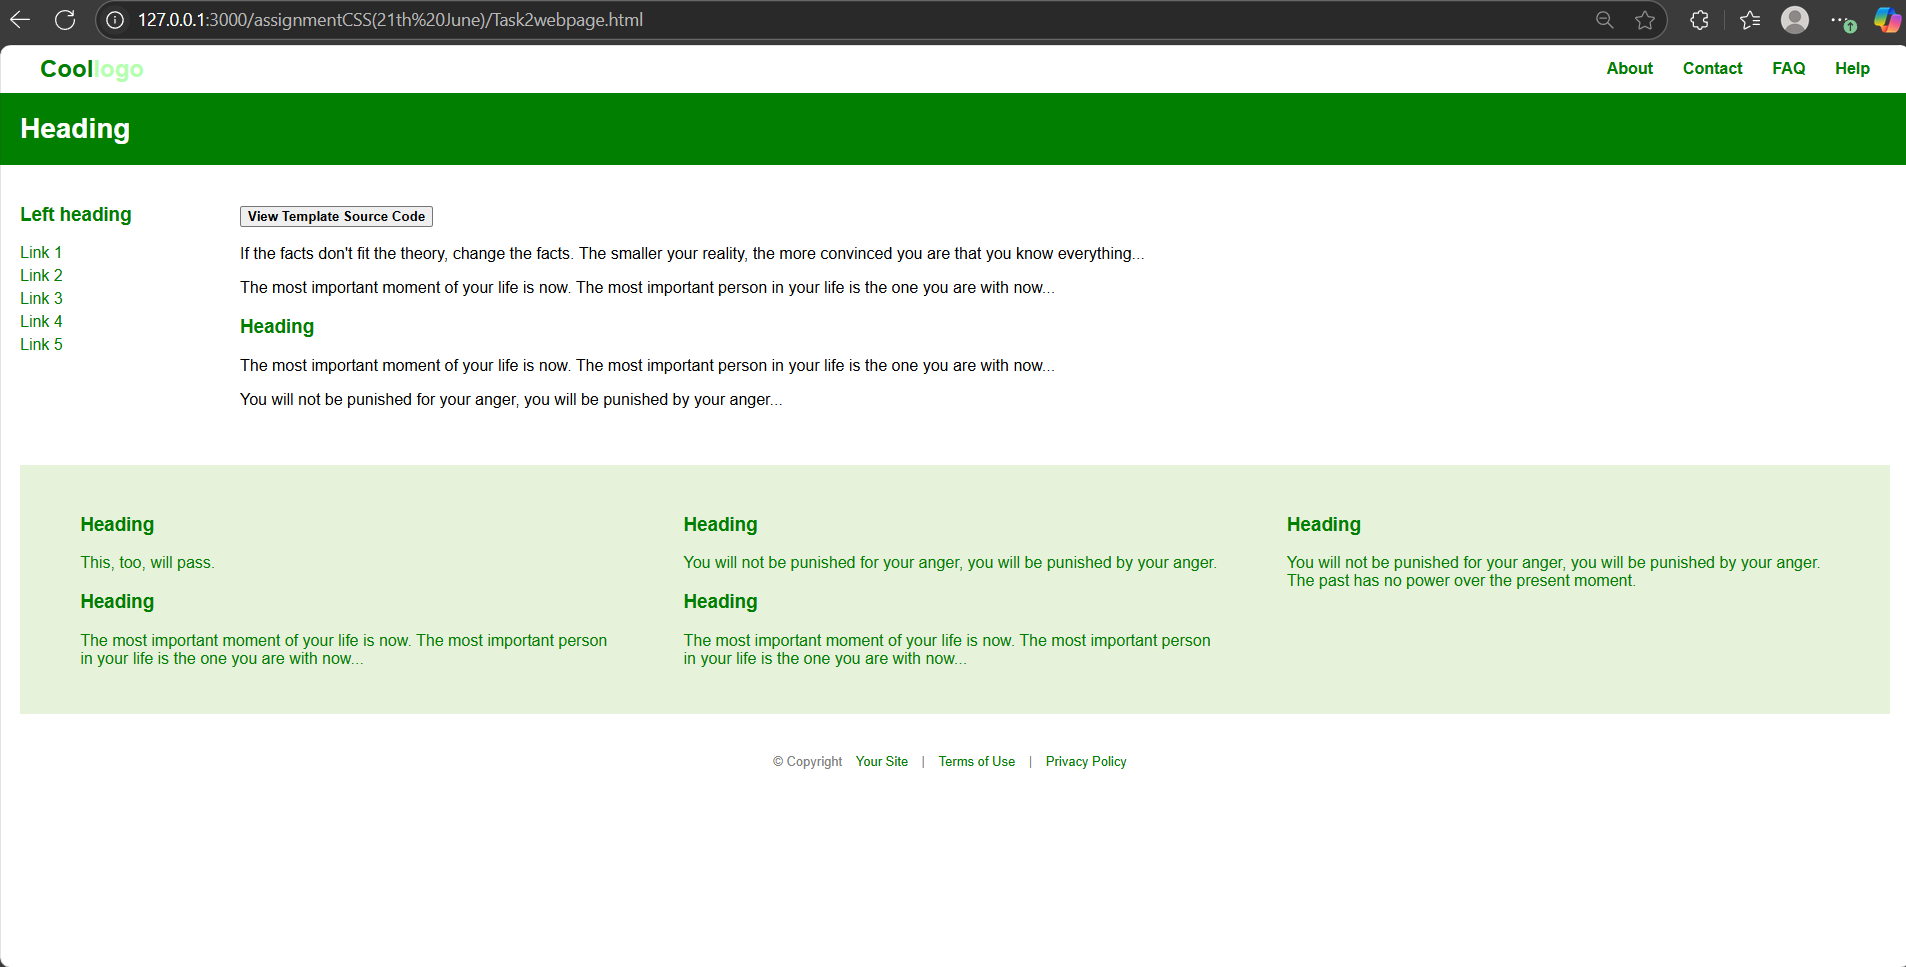 127.0.0.1:3000/assignmentCSS(21th%20June)/Task2webpage.html
Coollogo
About Contact FAQ Help
Heading
Left heading
Link 1
Link 2
Link 3
Link 4
Link 5
View Template Source Code
If the facts don't fit the theory, change the facts. The smaller your reality, the more convinced you are that you know everything...
The most important moment of your life is now. The most important person in your life is the one you are with now...
Heading
The most important moment of your life is now. The most important person in your life is the one you are with now...
You will not be punished for your anger, you will be punished by your anger...
Heading
This, too, will pass.
Heading
The most important moment of your life is now. The most important person
in your life is the one you are with now...
Heading
You will not be punished for your anger, you will be punished by your anger.
Heading
The most important moment of your life is now. The most important person
in your life is the one you are with now...
Heading
You will not be punished for your anger, you will be punished by your anger.
The past has no power over the present moment.
© Copyright Your Site | Terms of Use | Privacy Policy